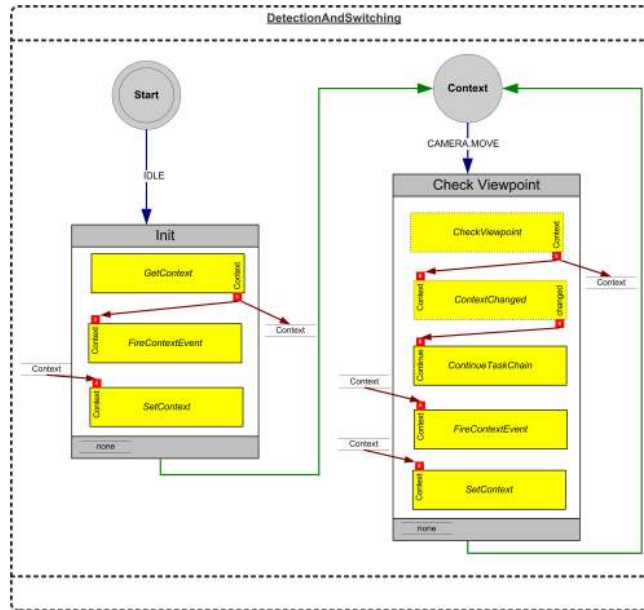 DetectionAndSwitching
Start
Context
IDLE
CAMERA.MOVE
Init
GetContext
Context
Context
Context
FireContextEvent
Context
Context
SetContext
none
Check Viewpoint
CheckViewpoint
Context
Context
Context
ContextChanged
changed
Continue
ContinueTaskChain
Context
Context
FireContextEvent
Context
Context
SetContext
none